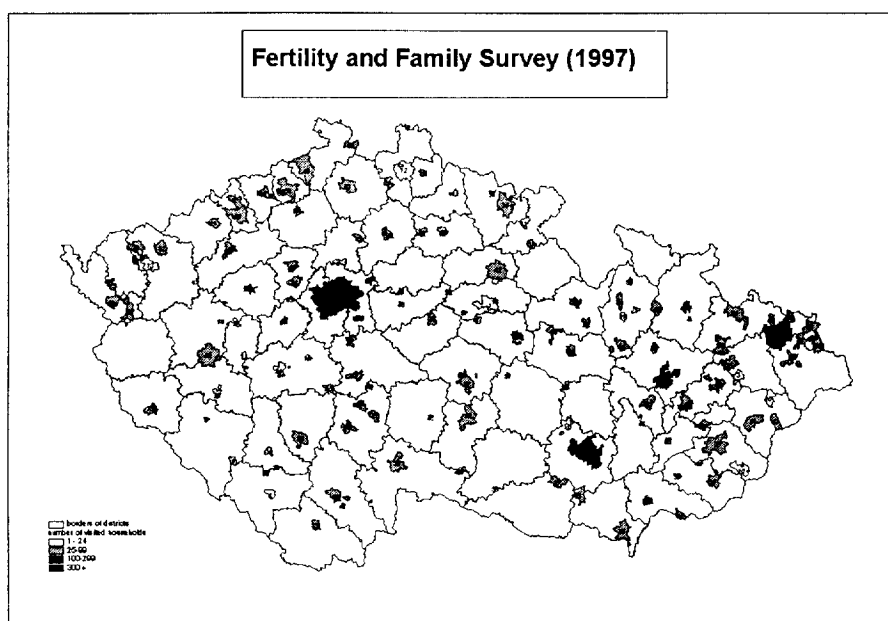 Fertility and Family Survey (1997)
borders of districts
number of visited households
1 - 24
25-99
100-299
300 +